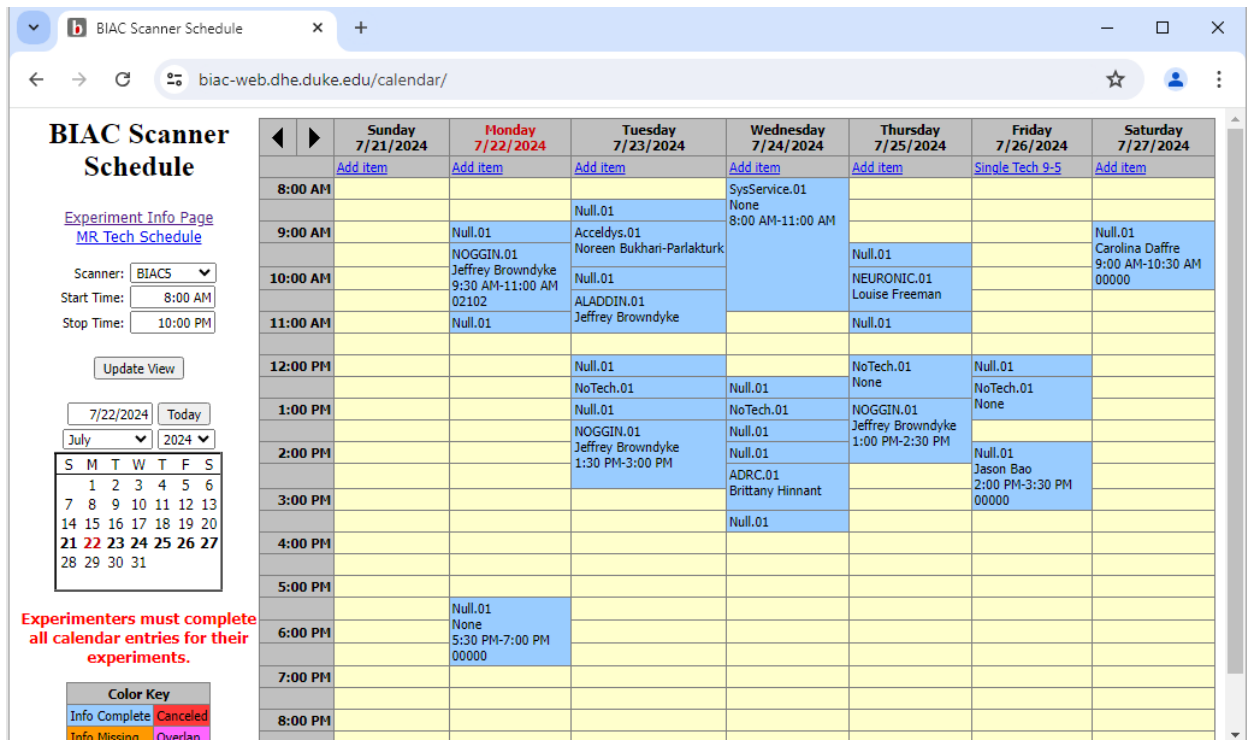 BIAC Scanner Schedule
biac-web.dhe.duke.edu/calendar/
BIAC Scanner
Schedule
Experiment Info Page
MR Tech Schedule
Scanner: BIAC5
Start Time: 8:00 AM
Stop Time: 10:00 PM
Update View
7/22/2024 Today
July 2024
S M T W T F S
1 2 3 4 5 6
7 8 9 10 11 12 13
14 15 16 17 18 19 20
21 22 23 24 25 26 27
28 29 30 31
Experimenters must complete
all calendar entries for their
experiments.
Color Key
Info Complete Canceled
Info Missing Overlap
Sunday
7/21/2024
Add item
Monday
7/22/2024
Add item
Tuesday
7/23/2024
Add item
Wednesday
7/24/2024
Add item
Thursday
7/25/2024
Add item
Friday
7/26/2024
Single Tech 9-5
Saturday
7/27/2024
Add item
8:00 AM
9:00 AM
10:00 AM
11:00 AM
12:00 PM
1:00 PM
2:00 PM
3:00 PM
4:00 PM
5:00 PM
6:00 PM
7:00 PM
8:00 PM
Null.01
NOGGIN.01
Jeffrey Browndyke
9:30 AM-11:00 AM
02102
Null.01
Null.01
None
5:30 PM-7:00 PM
00000
Null.01
Acceldys.01
Noreen Bukhari-Parlakturk
Null.01
ALADDIN.01
Jeffrey Browndyke
Null.01
NoTech.01
Null.01
NOGGIN.01
Jeffrey Browndyke
1:30 PM-3:00 PM
SysService.01
None
8:00 AM-11:00 AM
Null.01
NoTech.01
Null.01
Null.01
ADRC.01
Brittany Hinnant
Null.01
Null.01
NEURONIC.01
Louise Freeman
Null.01
NoTech.01
None
NOGGIN.01
Jeffrey Browndyke
1:00 PM-2:30 PM
Null.01
NoTech.01
None
Null.01
Jason Bao
2:00 PM-3:30 PM
00000
Null.01
Carolina Daffre
9:00 AM-10:30 AM
00000